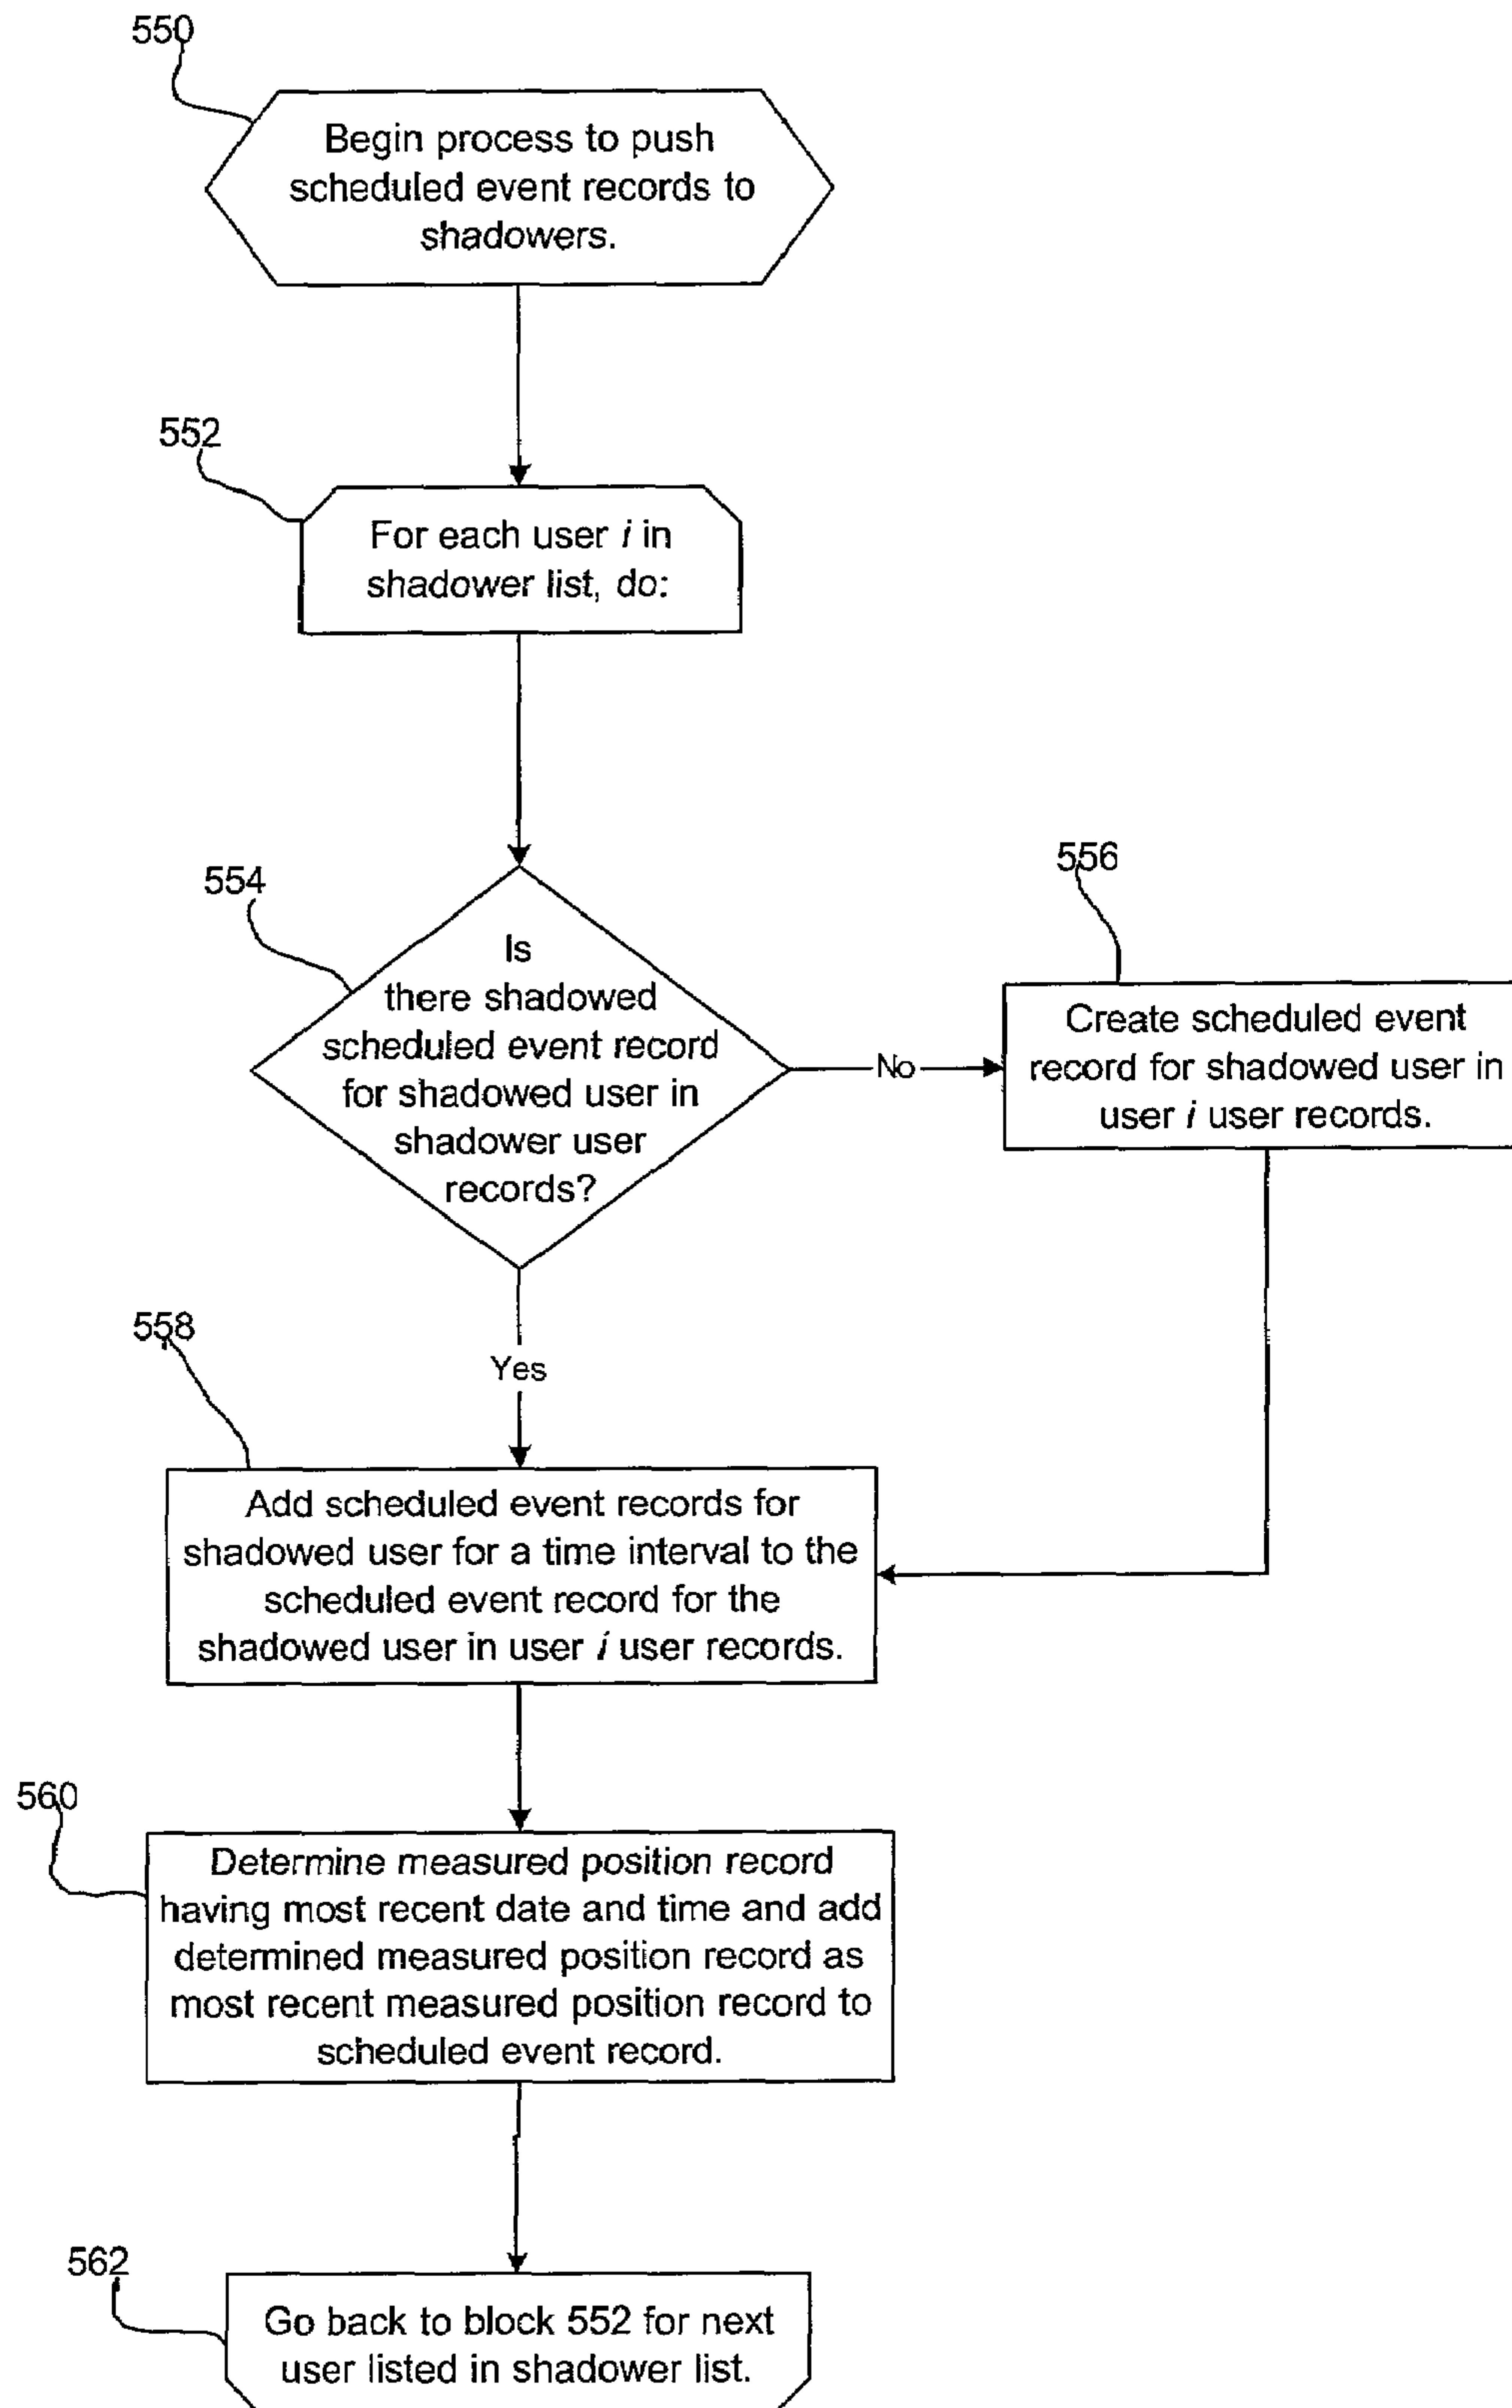 550
Begin process to push
scheduled event records to
shadowers.
552
For each user i in
shadower list, do:
554
Is
there shadowed
scheduled event record
for shadowed user in
shadower user
records?
No
556
Create scheduled event
record for shadowed user in
user i user records.
Yes
558
Add scheduled event records for
shadowed user for a time interval to the
scheduled event record for the
shadowed user in user i user records.
560
Determine measured position record
having most recent date and time and add
determined measured position record as
most recent measured position record to
scheduled event record.
562
Go back to block 552 for next
user listed in shadower list.